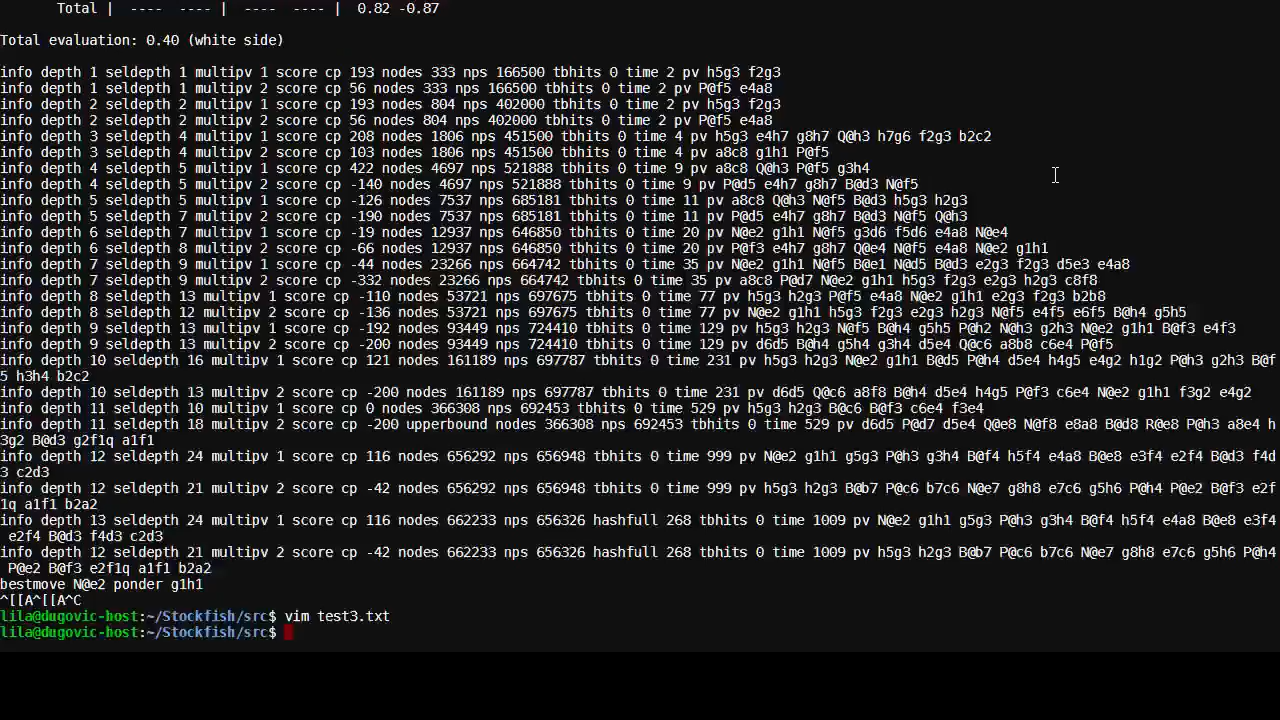 Total |  ----  ---- |  ----  ---- |  0.82 -0.87
Total evaluation: 0.40 (white side)
info depth 1 seldepth 1 multipv 1 score cp 193 nodes 333 nps 166500 tbhits 0 time 2 pv h5g3 f2g3
info depth 1 seldepth 1 multipv 2 score cp 56 nodes 333 nps 166500 tbhits 0 time 2 pv P@f5 e4a8
info depth 2 seldepth 2 multipv 1 score cp 193 nodes 804 nps 402000 tbhits 0 time 2 pv h5g3 f2g3
info depth 2 seldepth 2 multipv 2 score cp 56 nodes 804 nps 402000 tbhits 0 time 2 pv P@f5 e4a8
info depth 3 seldepth 4 multipv 1 score cp 208 nodes 1806 nps 451500 tbhits 0 time 4 pv h5g3 e4h7 g8h7 Q@h3 h7g6 f2g3 b2c2
info depth 3 seldepth 4 multipv 2 score cp 103 nodes 1806 nps 451500 tbhits 0 time 4 pv a8c8 g1h1 P@f5
info depth 4 seldepth 5 multipv 1 score cp 422 nodes 4697 nps 521888 tbhits 0 time 9 pv a8c8 Q@h3 P@f5 g3h4
info depth 4 seldepth 5 multipv 2 score cp -140 nodes 4697 nps 521888 tbhits 0 time 9 pv P@d5 e4h7 g8h7 B@d3 N@f5
info depth 5 seldepth 5 multipv 1 score cp -126 nodes 7537 nps 685181 tbhits 0 time 11 pv a8c8 Q@h3 N@f5 B@d3 h5g3 h2g3
info depth 5 seldepth 7 multipv 2 score cp -190 nodes 7537 nps 685181 tbhits 0 time 11 pv P@d5 e4h7 g8h7 B@d3 N@f5 Q@h3
info depth 6 seldepth 7 multipv 1 score cp -19 nodes 12937 nps 646850 tbhits 0 time 20 pv N@e2 g1h1 N@f5 g3d6 f5d6 e4a8 N@e4
info depth 6 seldepth 8 multipv 2 score cp -66 nodes 12937 nps 646850 tbhits 0 time 20 pv P@f3 e4h7 g8h7 Q@e4 N@f5 e4a8 N@e2 g1h1
info depth 7 seldepth 9 multipv 1 score cp -44 nodes 23266 nps 664742 tbhits 0 time 35 pv N@e2 g1h1 N@f5 B@e1 N@d5 B@d3 e2g3 f2g3 d5e3 e4a8
info depth 7 seldepth 9 multipv 2 score cp -332 nodes 23266 nps 664742 tbhits 0 time 35 pv a8c8 P@d7 N@e2 g1h1 h5g3 f2g3 e2g3 h2g3 c8f8
info depth 8 seldepth 13 multipv 1 score cp -110 nodes 53721 nps 697675 tbhits 0 time 77 pv h5g3 h2g3 P@f5 e4a8 N@e2 g1h1 e2g3 f2g3 b2b8
info depth 8 seldepth 12 multipv 2 score cp -136 nodes 53721 nps 697675 tbhits 0 time 77 pv N@e2 g1h1 h5g3 f2g3 e2g3 h2g3 N@f5 e4f5 e6f5 B@h4 g5h5
info depth 9 seldepth 13 multipv 1 score cp -192 nodes 93449 nps 724410 tbhits 0 time 129 pv h5g3 h2g3 N@f5 B@h4 g5h5 P@h2 N@h3 g2h3 N@e2 g1h1 B@f3 e4f3
info depth 9 seldepth 13 multipv 2 score cp -200 nodes 93449 nps 724410 tbhits 0 time 129 pv d6d5 B@h4 g5h4 g3h4 d5e4 Q@c6 a8b8 c6e4 P@f5
info depth 10 seldepth 16 multipv 1 score cp 121 nodes 161189 nps 697787 tbhits 0 time 231 pv h5g3 h2g3 N@e2 g1h1 B@d5 P@h4 d5e4 h4g5 e4g2 h1g2 P@h3 g2h3 B@f
5 h3h4 b2c2
info depth 10 seldepth 13 multipv 2 score cp -200 nodes 161189 nps 697787 tbhits 0 time 231 pv d6d5 Q@c6 a8f8 B@h4 d5e4 h4g5 P@f3 c6e4 N@e2 g1h1 f3g2 e4g2
info depth 11 seldepth 10 multipv 1 score cp 0 nodes 366308 nps 692453 tbhits 0 time 529 pv h5g3 h2g3 B@c6 B@f3 c6e4 f3e4
info depth 11 seldepth 18 multipv 2 score cp -200 upperbound nodes 366308 nps 692453 tbhits 0 time 529 pv d6d5 P@d7 d5e4 Q@e8 N@f8 e8a8 B@d8 R@e8 P@h3 a8e4 h
3g2 B@d3 g2f1q a1f1
info depth 12 seldepth 24 multipv 1 score cp 116 nodes 656292 nps 656948 tbhits 0 time 999 pv N@e2 g1h1 g5g3 P@h3 g3h4 B@f4 h5f4 e4a8 B@e8 e3f4 e2f4 B@d3 f4d
3 c2d3
info depth 12 seldepth 21 multipv 2 score cp -42 nodes 656292 nps 656948 tbhits 0 time 999 pv h5g3 h2g3 B@b7 P@c6 b7c6 N@e7 g8h8 e7c6 g5h6 P@h4 P@e2 B@f3 e2f
1q a1f1 b2a2
info depth 13 seldepth 24 multipv 1 score cp 116 nodes 662233 nps 656326 hashfull 268 tbhits 0 time 1009 pv N@e2 g1h1 g5g3 P@h3 g3h4 B@f4 h5f4 e4a8 B@e8 e3f4
e2f4 B@d3 f4d3 c2d3
info depth 12 seldepth 21 multipv 2 score cp -42 nodes 662233 nps 656326 hashfull 268 tbhits 0 time 1009 pv h5g3 h2g3 B@b7 P@c6 b7c6 N@e7 g8h8 e7c6 g5h6 P@h4
P@e2 B@f3 e2f1q a1f1 b2a2
bestmove N@e2 ponder g1h1
^[[A^[[A^C
lila@dugovic-host:~/Stockfish/src$ vim test3.txt
lila@dugovic-host:~/Stockfish/src$